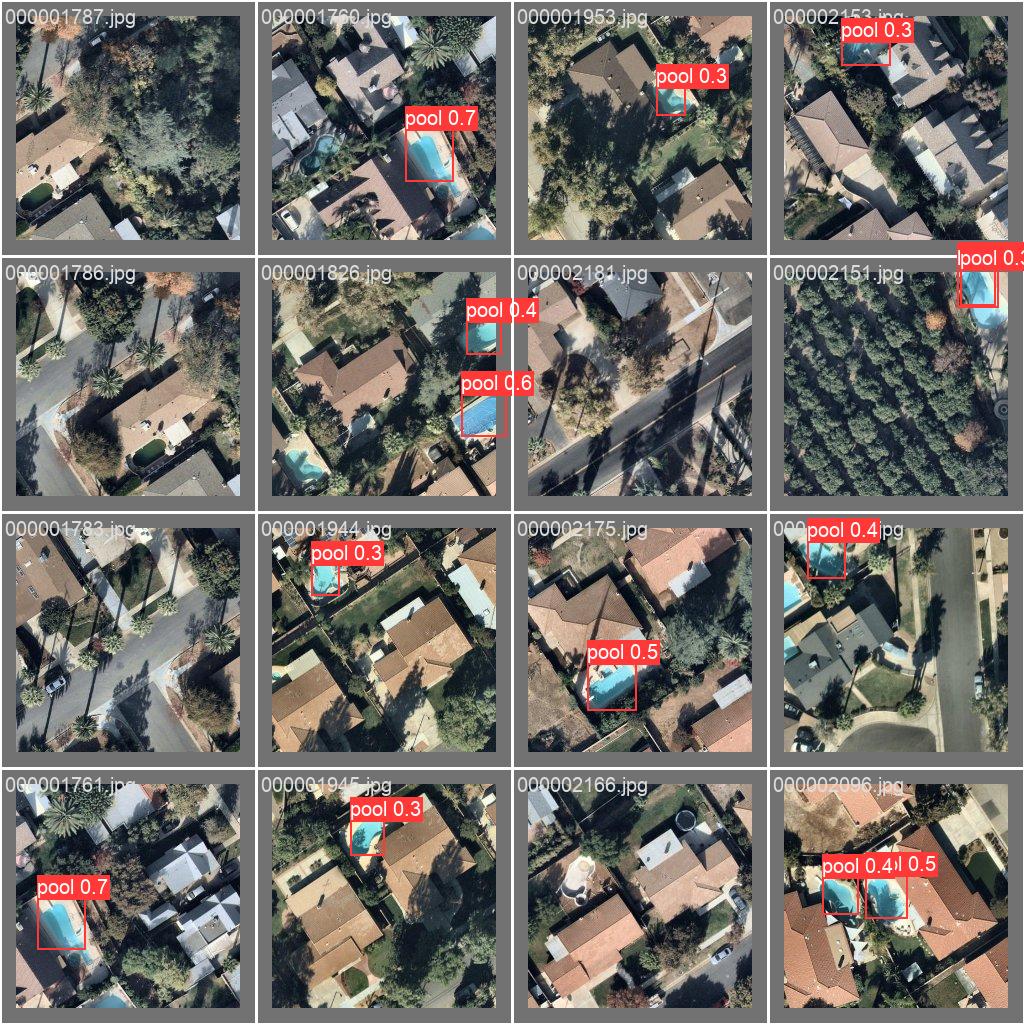 000001787.jpg
000001760.jpg
pool 0.7
000001953.jpg
pool 0.3
000002153.jpg
pool 0.3
000001786.jpg
000001826.jpg
pool 0.4
pool 0.6
000002181.jpg
000002151.jpg
lpool 0.3
000001783.jpg
000001944.jpg
pool 0.3
000002175.jpg
pool 0.5
pool 0.4
jpg
000001761.jpg
pool 0.7
000001945.jpg
pool 0.3
000002166.jpg
000002096.jpg
pool 0.4
0.5